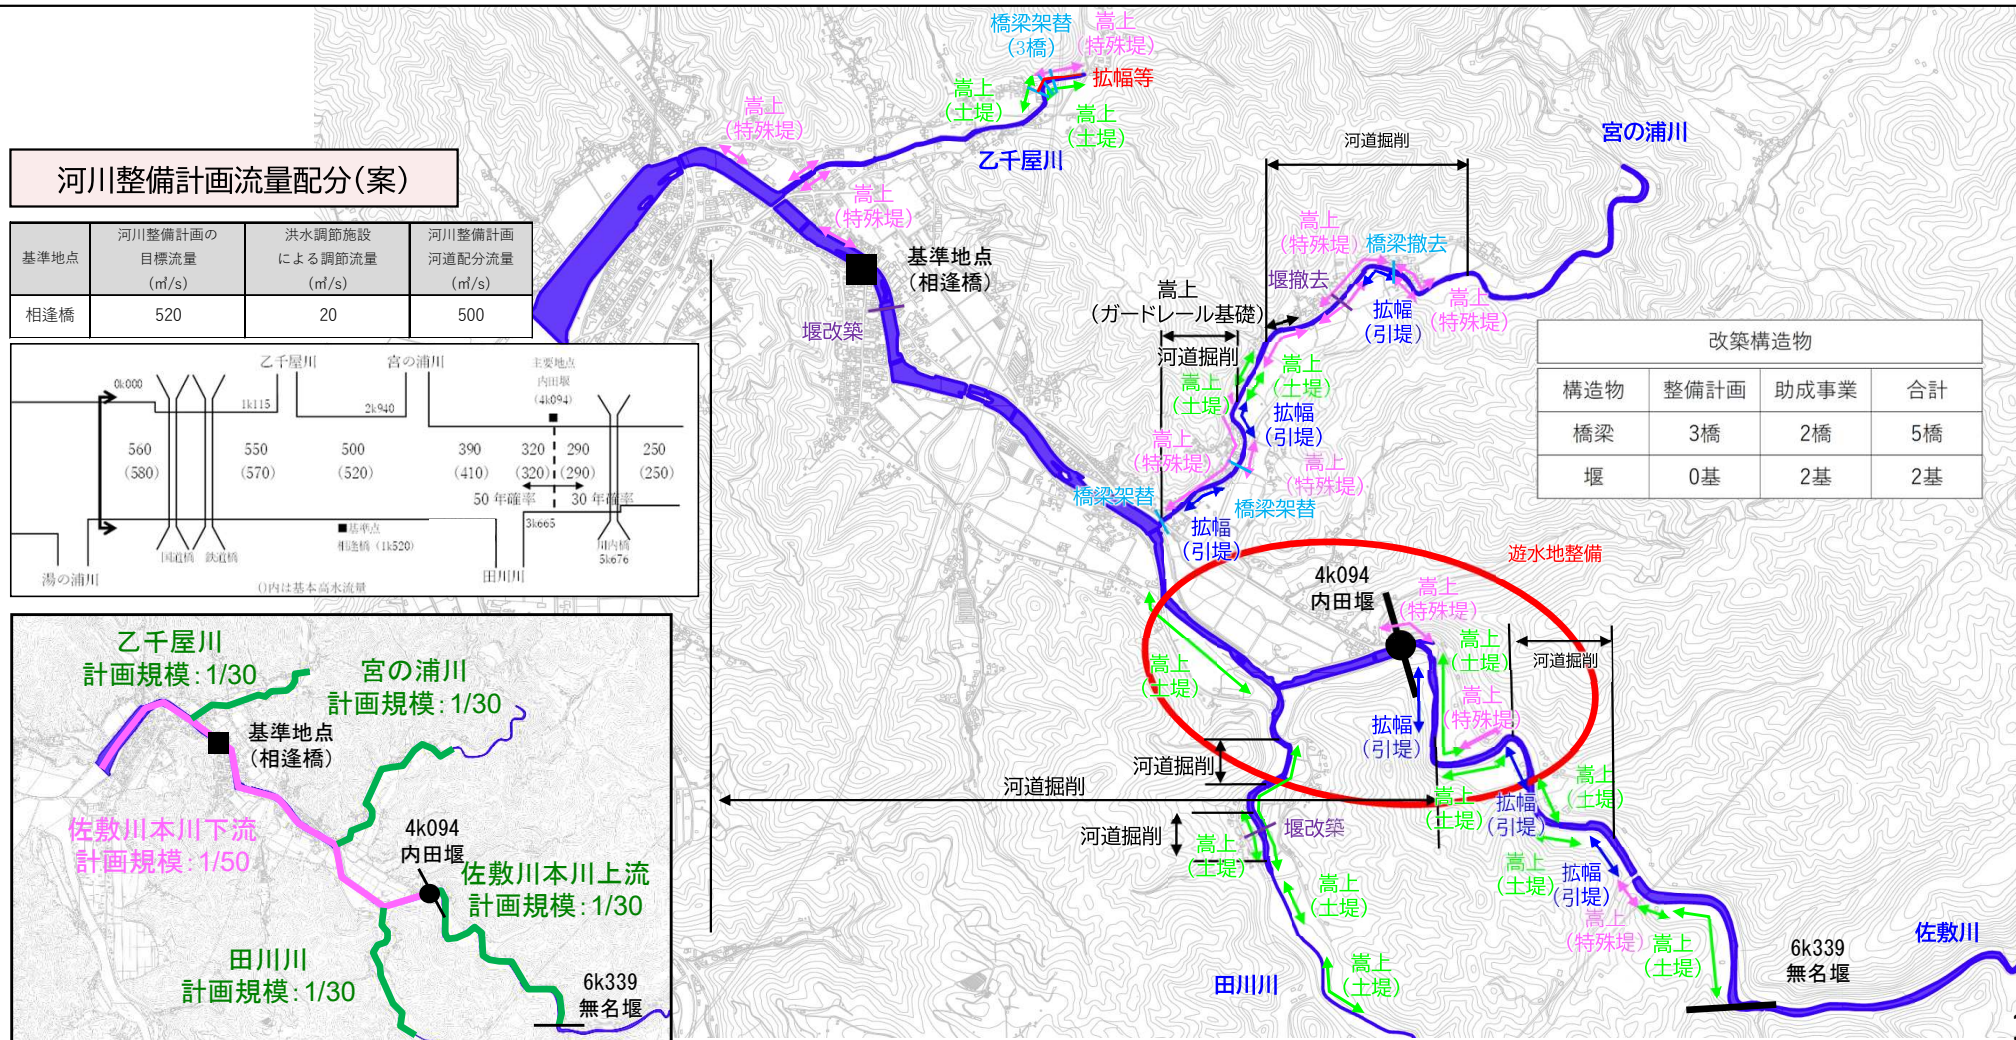 河川整備計画流量配分(案)
基準地点
河川整備計画の
目標流量
(㎥/s)
洪水調節施設
による調節流量
(㎥/s)
河川整備計画
河道配分流量
(㎥/s)
相逢橋 520 20 500
乙千屋川
宮の浦川
主要地点
内田堰
(4k094)
0k000
1k115
2k940
560 550 500 390 320 290 250
(580) (570) (520) (410) (320) (290) (250)
50 年確率
30 年確率
3k665
■基準点
相逢橋 (1k520)
国道橋
鉄道橋
川内橋
5k676
湯の浦川
田川川
()内は基本高水流量
乙千屋川
計画規模:1/30
宮の浦川
計画規模:1/30
基準地点
(相逢橋)
佐敷川本川下流
計画規模:1/50
4k094
内田堰
佐敷川本川上流
計画規模:1/30
田川川
計画規模:1/30
6k339
無名堰
橋梁架替
(3橋)
嵩上
(特殊堤)
拡幅等
嵩上
(土堤)
嵩上
(土堤)
嵩上
(特殊堤)
乙千屋川
嵩上
(特殊堤)
基準地点
(相逢橋)
堰改築
河道掘削
宮の浦川
嵩上
(特殊堤)
橋梁撤去
堰撤去
嵩上
(ガードレール基礎)
拡幅
(引堤)
嵩上
(特殊堤)
河道掘削
嵩上
(土堤)
嵩上
(土堤)
拡幅
(引堤)
嵩上
(特殊堤)
嵩上
(特殊堤)
橋梁架替
橋梁架替
拡幅
(引堤)
改築構造物
構造物 整備計画 助成事業 合計
橋梁 3橋 2橋 5橋
堰 0基 2基 2基
遊水地整備
4k094
内田堰
嵩上
(特殊堤)
嵩上
(土堤)
河道掘削
嵩上
(土堤)
嵩上
(特殊堤)
拡幅
(引堤)
河道掘削
河道掘削
嵩上
(土堤)
拡幅
(引堤)
嵩上
(土堤)
河道掘削
堰改築
嵩上
(土堤)
嵩上
(土堤)
拡幅
(引堤)
嵩上
(土堤)
嵩上
(特殊堤)
嵩上
(土堤)
嵩上
(土堤)
田川川
佐敷川
6k339
無名堰